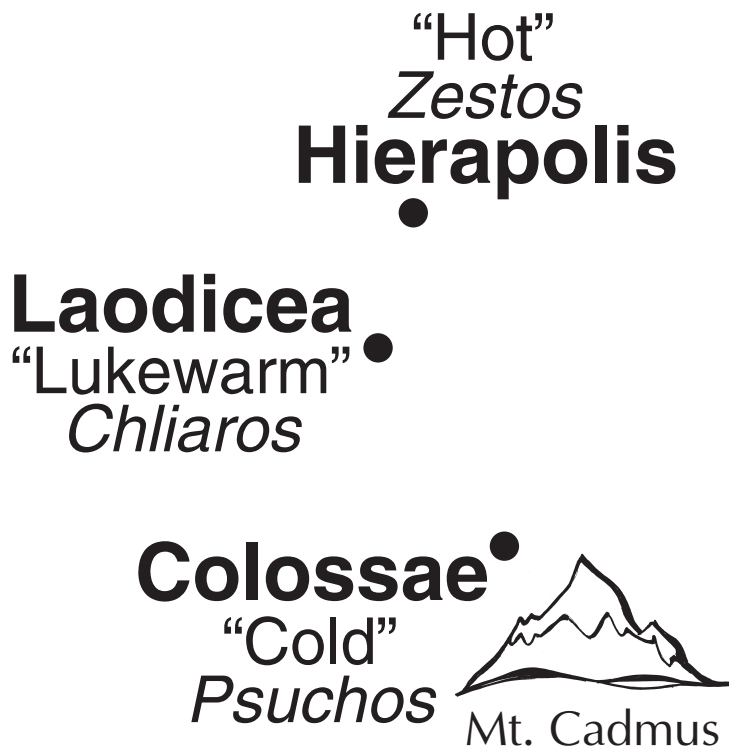 “Hot”
Zestos
Hierapolis
Laodicea
“Lukewarm”
Chliaros
Colossae
“Cold”
Psuchos
Mt. Cadmus